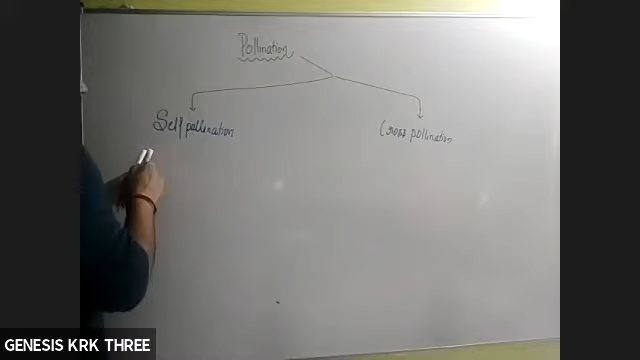 Pollination
Self pollination
Cross pollination
GENESIS KRK THREE